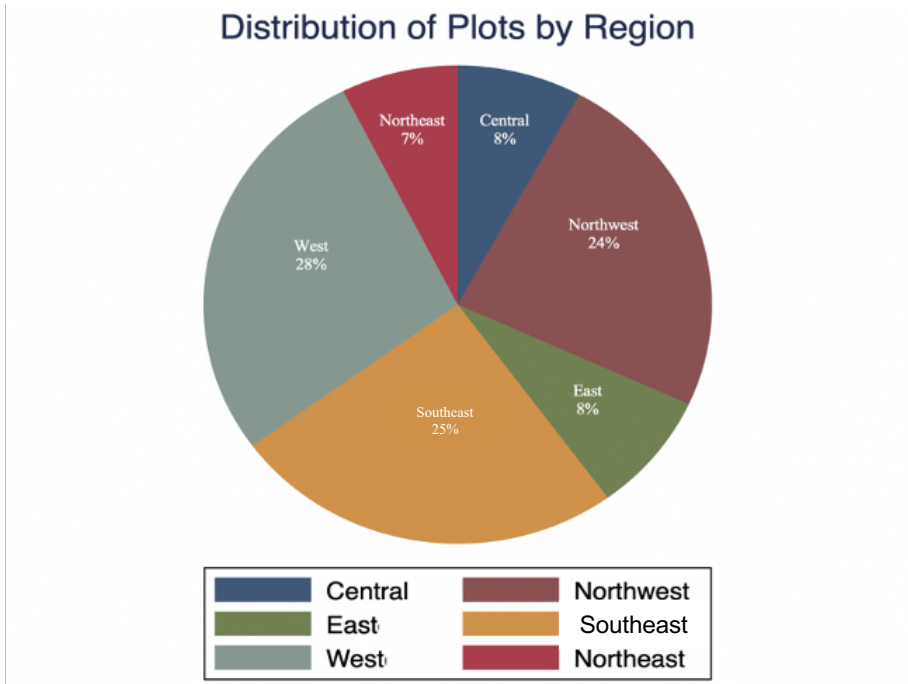 Distribution of Plots by Region
Northeast
7%
Central
8%
Northwest
24%
West
28%
East
8%
Southeast
25%
Central
Northwest
East
Southeast
West
Northeast